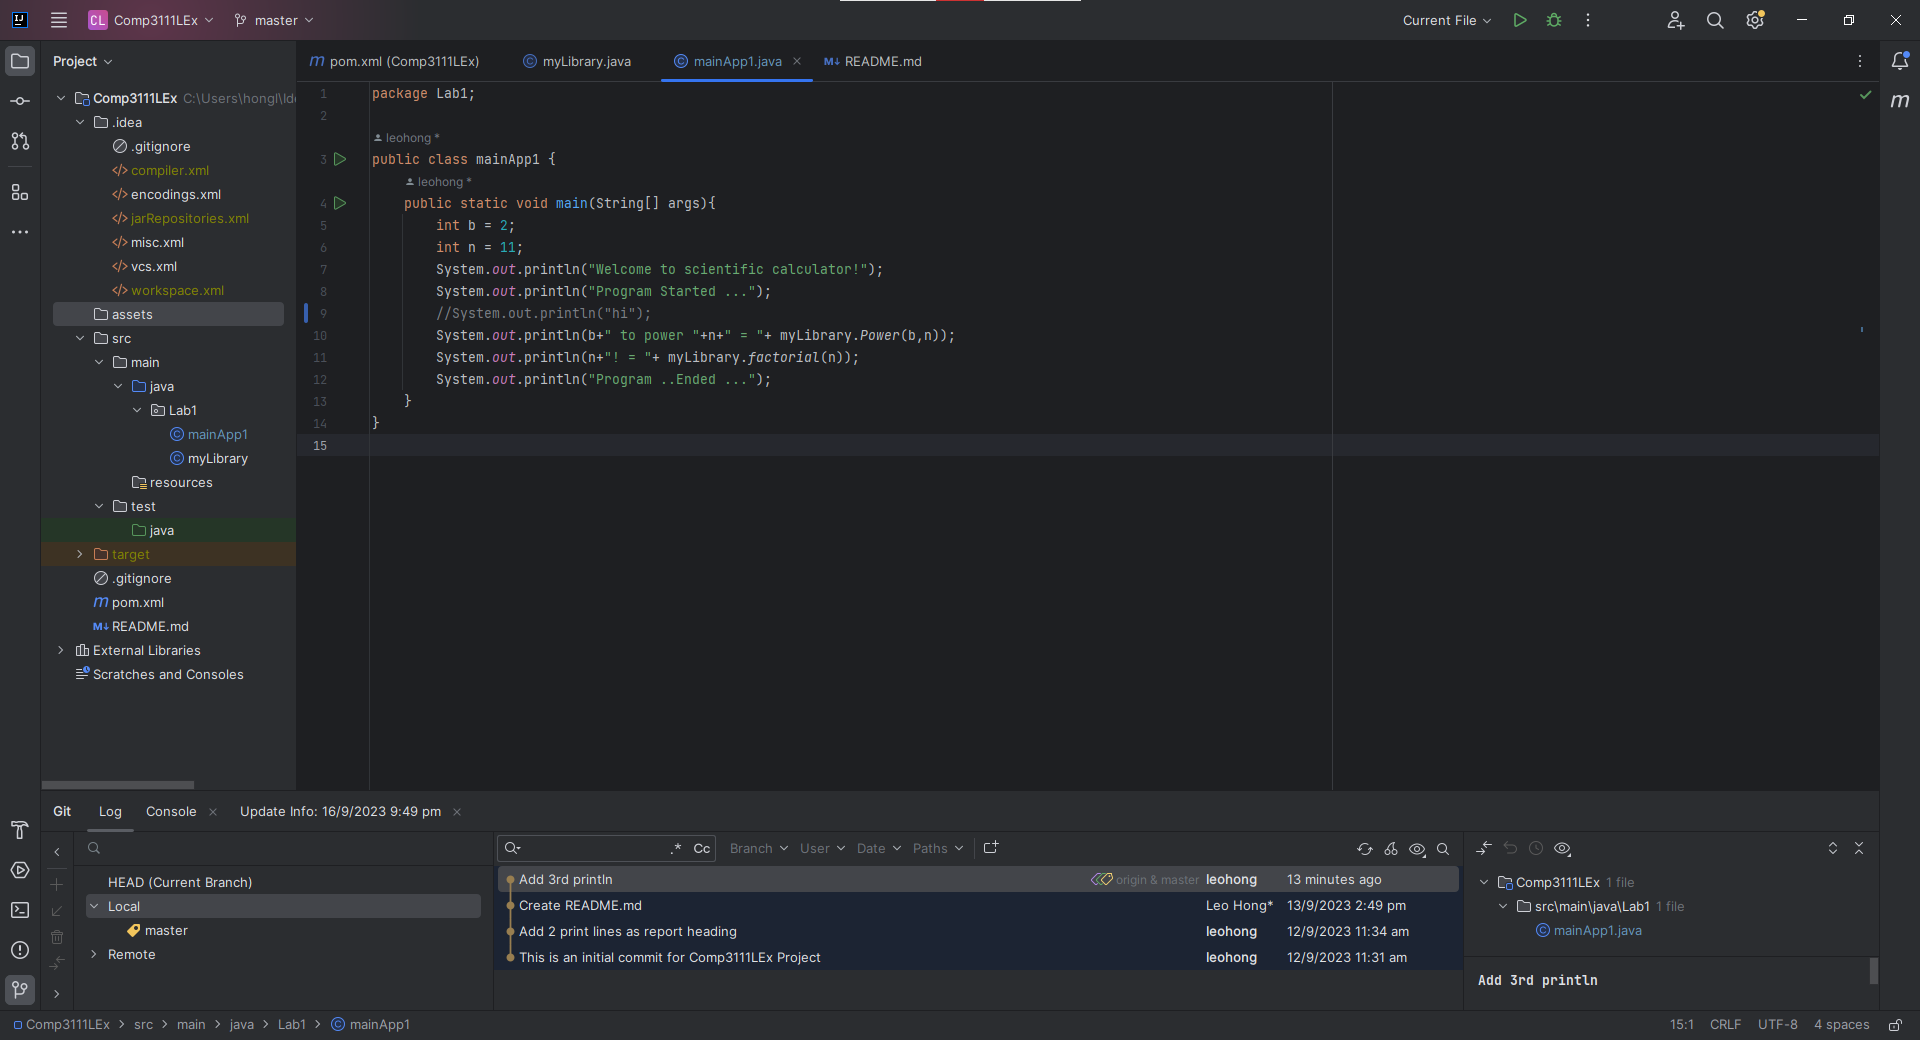 CL Comp3111LEx master Current File
Project
pom.xml (Comp3111LEx) myLibrary.java mainApp1.java README.md
Comp3111LEx C:\Users\hongl\Ide
.idea
.gitignore
compiler.xml
encodings.xml
jarRepositories.xml
misc.xml
vcs.xml
workspace.xml
assets
src
main
java
Lab1
mainApp1
myLibrary
resources
test
java
target
.gitignore
pom.xml
README.md
External Libraries
Scratches and Consoles
1 package Lab1;
2
leohong *
3 public class mainApp1 {
leohong *
4 public static void main(String[] args){
5 int b = 2;
6 int n = 11;
7 System.out.println("Welcome to scientific calculator!");
8 System.out.println("Program Started ...");
9 //System.out.println("hi");
10 System.out.println(b+" to power "+n+" = "+ myLibrary.Power(b,n));
11 System.out.println(n+"! = "+ myLibrary.factorial(n));
12 System.out.println("Program ..Ended ...");
13 }
14 }
15
Git Log Console Update Info: 16/9/2023 9:49 pm
HEAD (Current Branch)
Local
master
Remote
.* Cc Branch User Date Paths
Add 3rd println origin & master leohong 13 minutes ago
Create README.md Leo Hong* 13/9/2023 2:49 pm
Add 2 print lines as report heading leohong 12/9/2023 11:34 am
This is an initial commit for Comp3111LEx Project leohong 12/9/2023 11:31 am
Comp3111LEx 1 file
src\main\java\Lab1 1 file
mainApp1.java
Add 3rd println
Comp3111LEx > src > main > java > Lab1 > mainApp1 15:1 CRLF UTF-8 4 spaces